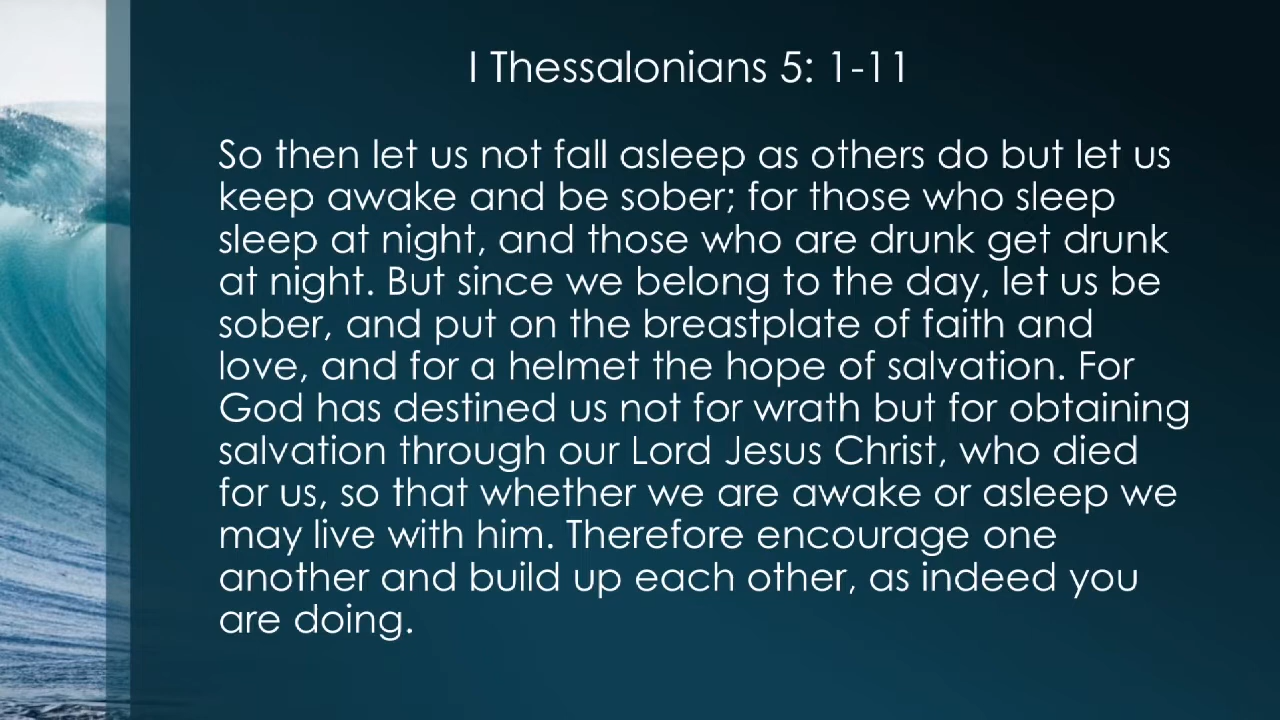 I Thessalonians 5: 1-11
So then let us not fall asleep as others do but let us
keep awake and be sober; for those who sleep
sleep at night, and those who are drunk get drunk
at night. But since we belong to the day, let us be
sober, and put on the breastplate of faith and
love, and for a helmet the hope of salvation. For
God has destined us not for wrath but for obtaining
salvation through our Lord Jesus Christ, who died
for us, so that whether we are awake or asleep we
may live with him. Therefore encourage one
another and build up each other, as indeed you
are doing.